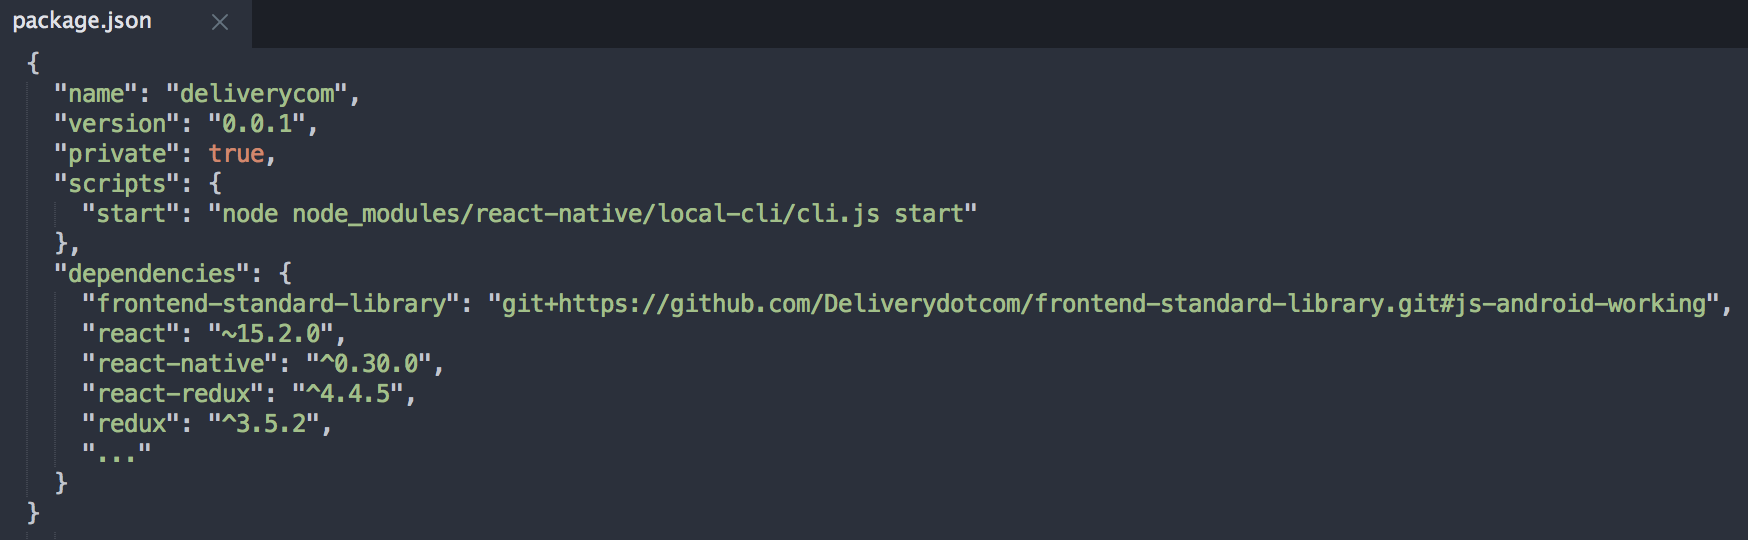 package.json
{
  "name": "deliverycom",
  "version": "0.0.1",
  "private": true,
  "scripts": {
    "start": "node node_modules/react-native/local-cli/cli.js start"
  },
  "dependencies": {
    "frontend-standard-library": "git+https://github.com/Deliverydotcom/frontend-standard-library.git#js-android-working",
    "react": "~15.2.0",
    "react-native": "^0.30.0",
    "react-redux": "^4.4.5",
    "redux": "^3.5.2",
    "..."
  }
}